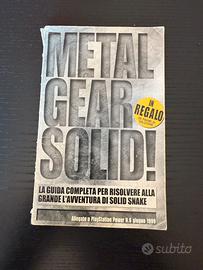 METAL
GEAR
SOLID!
IN
REGALO
LA GUIDA COMPLETA PER RISOLVERE ALLA
GRANDE L'AVVENTURA DI SOLID SNAKE
Allegato a PlayStation Power N.6 giugno 1999
subito